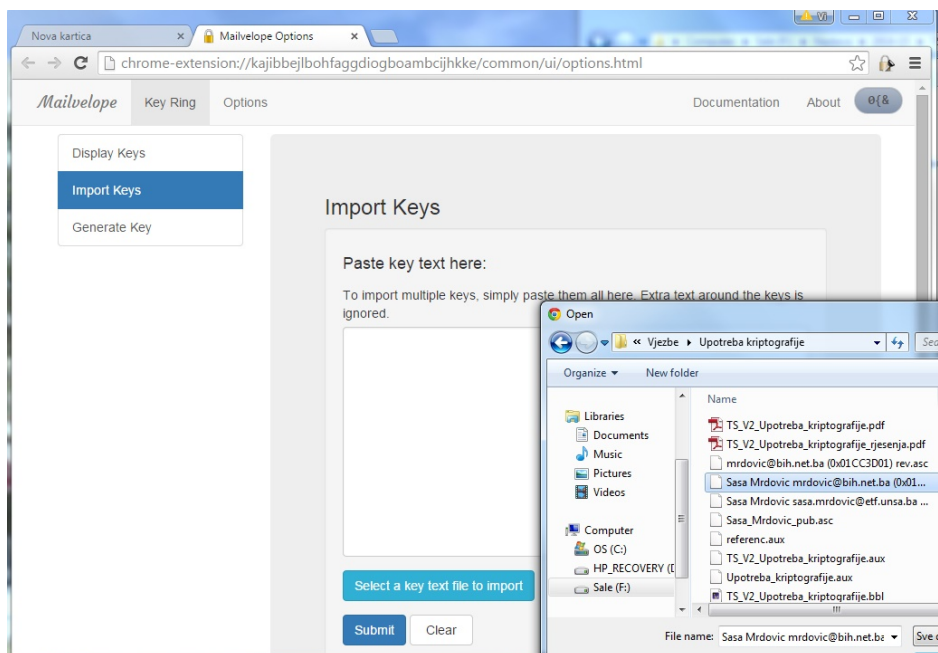 Nova kartica
Mailvelope Options
Vi
chrome-extension://kajibbejlbohfaggdiogboambcijhkke/common/ui/options.html
Mailvelope Key Ring Options Documentation About θ{&
Display Keys
Import Keys
Generate Key
Import Keys
Paste key text here:
To import multiple keys, simply paste them all here. Extra text around the keys is
ignored.
Select a key text file to import
Submit Clear
Open
« Vjezbe Upotreba kriptografije
Organize New folder
Libraries
Documents
Music
Pictures
Videos
Computer
OS (C:)
HP_RECOVERY (
Sale (F:)
Name
TS_V2_Upotreba_kriptografije.pdf
TS_V2_Upotreba_kriptografije_rjesenja.pdf
mrdovic@bih.net.ba (0x01CC3D01) rev.asc
Sasa Mrdovic mrdovic@bih.net.ba (0x01...
Sasa Mrdovic sasa.mrdovic@etf.unsa.ba ...
Sasa_Mrdovic_pub.asc
referenc.aux
TS_V2_Upotreba_kriptografije.aux
Upotreba_kriptografije.aux
TS_V2_Upotreba_kriptografije.bbl
File name: Sasa Mrdovic mrdovic@bih.net.ba Sve